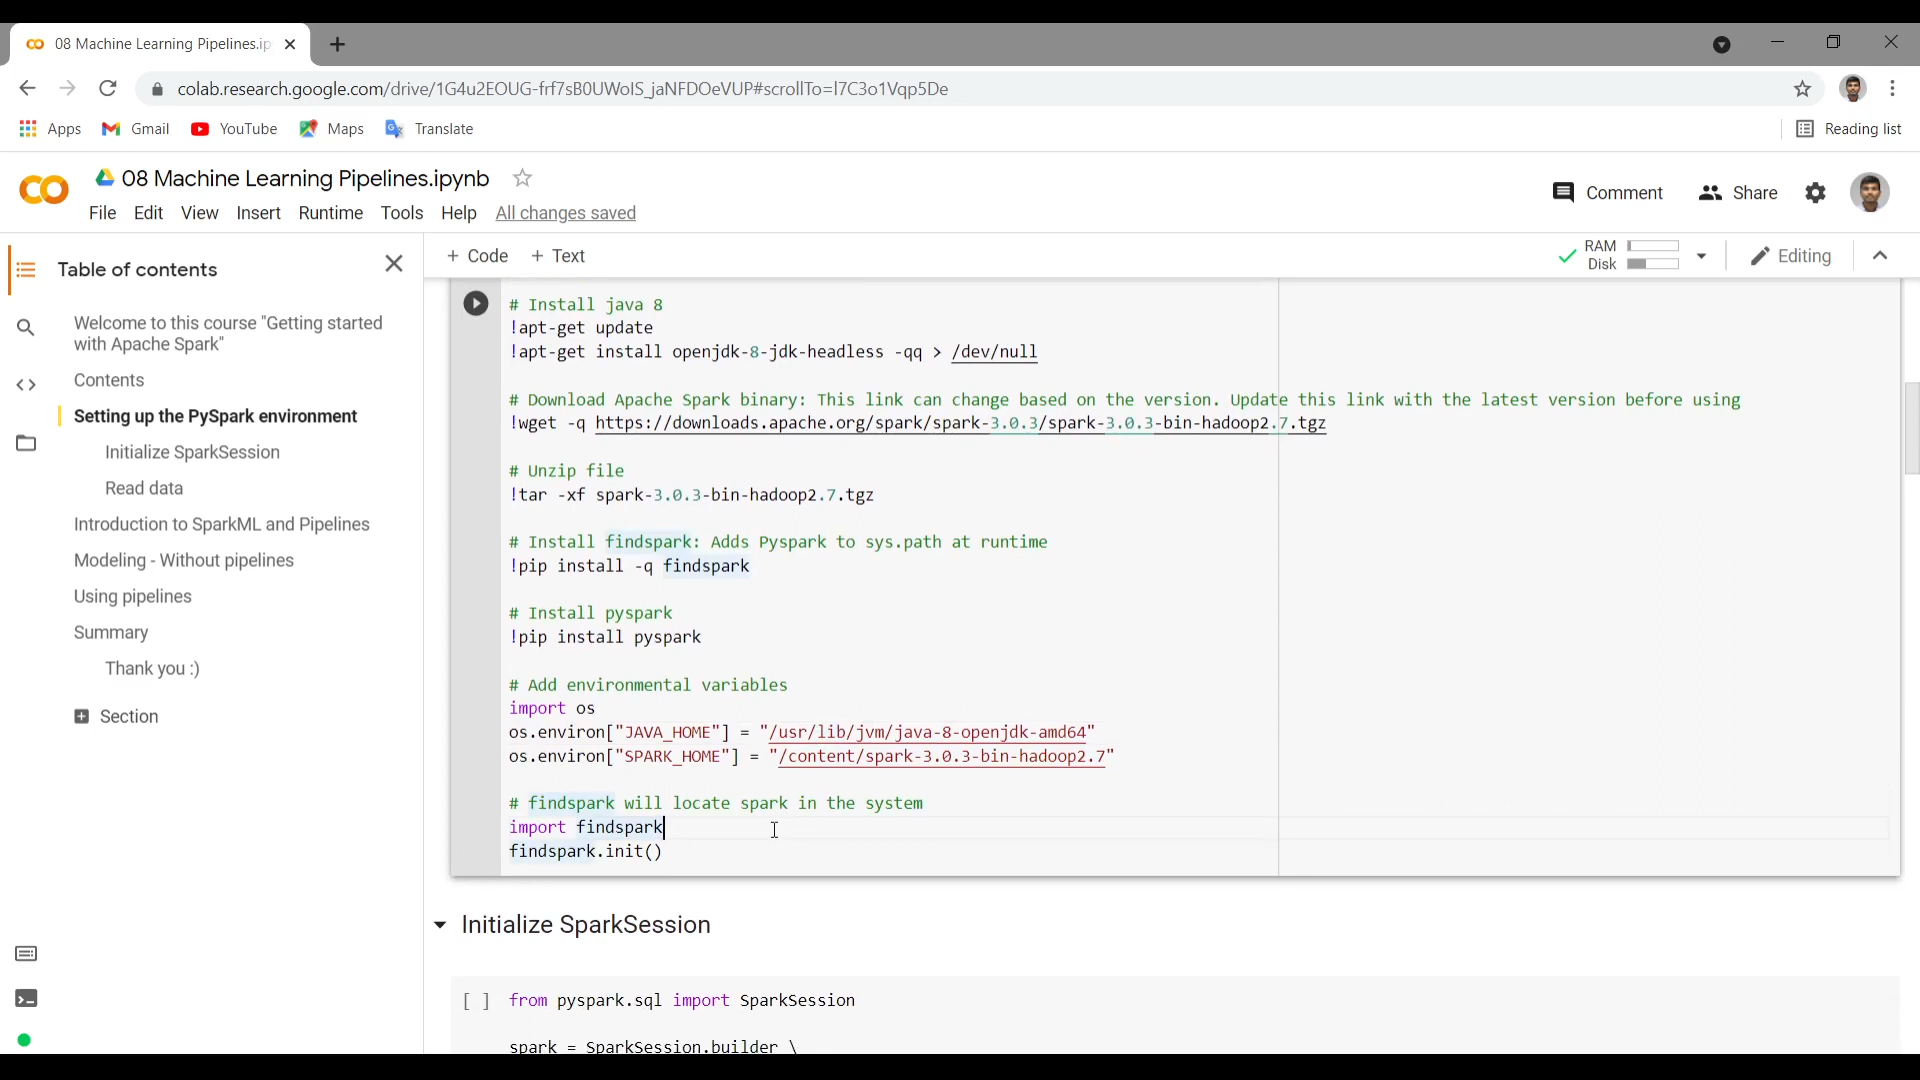 08 Machine Learning Pipelines.ip
colab.research.google.com/drive/1G4u2EOUG-frf7sB0UWoIS_jaNFDOeVUP#scrollTo=l7C3o1Vqp5De
Apps Gmail YouTube Maps Translate Reading list
08 Machine Learning Pipelines.ipynb
Comment Share
File Edit View Insert Runtime Tools Help All changes saved
Table of contents
+ Code + Text
RAM
Disk
Editing
Welcome to this course "Getting started
with Apache Spark"
Contents
Setting up the PySpark environment
Initialize SparkSession
Read data
Introduction to SparkML and Pipelines
Modeling - Without pipelines
Using pipelines
Summary
Thank you :)
Section
# Install java 8
!apt-get update
!apt-get install openjdk-8-jdk-headless -qq > /dev/null
# Download Apache Spark binary: This link can change based on the version. Update this link with the latest version before using
!wget -q https://downloads.apache.org/spark/spark-3.0.3/spark-3.0.3-bin-hadoop2.7.tgz
# Unzip file
!tar -xf spark-3.0.3-bin-hadoop2.7.tgz
# Install findspark: Adds Pyspark to sys.path at runtime
!pip install -q findspark
# Install pyspark
!pip install pyspark
# Add environmental variables
import os
os.environ["JAVA_HOME"] = "/usr/lib/jvm/java-8-openjdk-amd64"
os.environ["SPARK_HOME"] = "/content/spark-3.0.3-bin-hadoop2.7"
# findspark will locate spark in the system
import findspark
findspark.init()
Initialize SparkSession
[ ] from pyspark.sql import SparkSession
spark = SparkSession.builder \